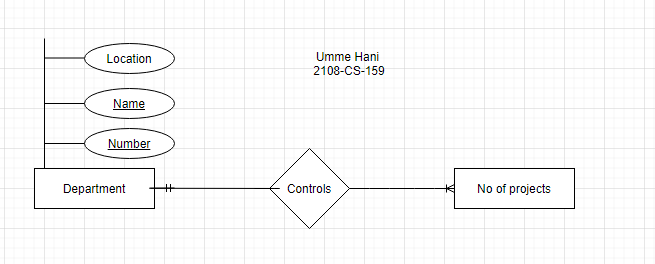 Umme Hani
2108-CS-159
Location
Name
Number
Department
Controls
No of projects